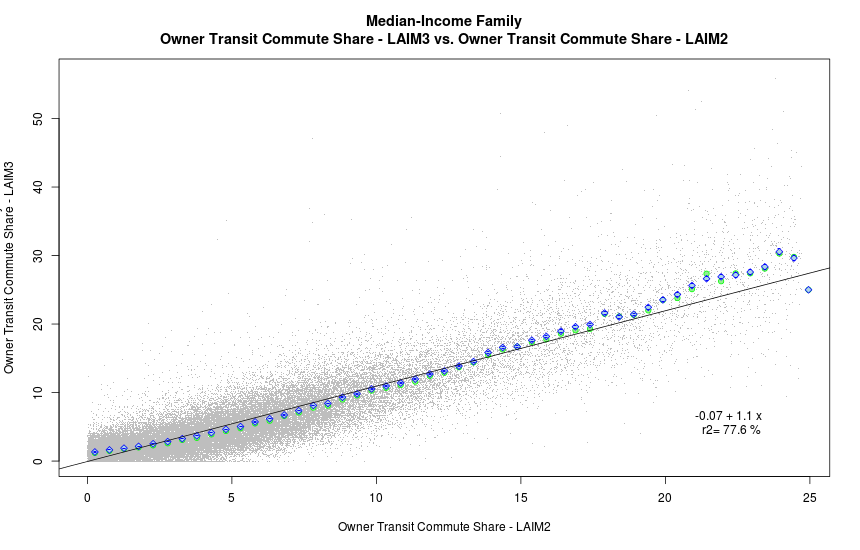 Median-Income Family
Owner Transit Commute Share - LAIM3 vs. Owner Transit Commute Share - LAIM2
Owner Transit Commute Share - LAIM3
50
40
30
20
10
0
-0.07 + 1.1 x
r2= 77.6 %
0 5 10 15 20 25
Owner Transit Commute Share - LAIM2